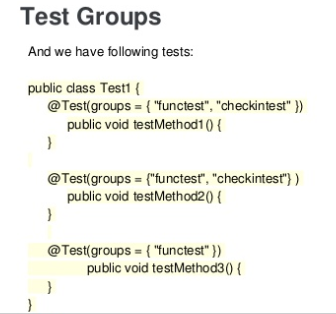 Test Groups
And we have following tests:
public class Test1 {
@Test(groups = { "functest", "checkintest" })
public void testMethod1() {
}
@Test(groups = {"functest", "checkintest"} )
public void testMethod2() {
}
@Test(groups = { "functest" })
public void testMethod3() {
}
}